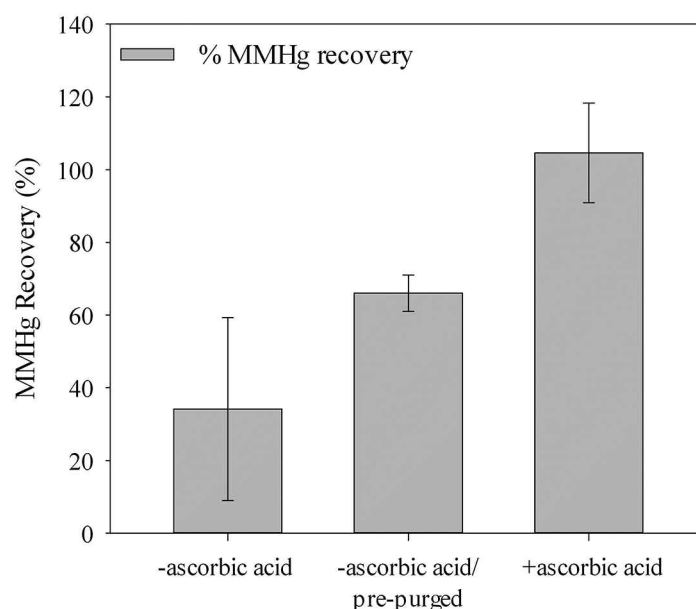 140
120
100
80
60
40
20
0
MMHg Recovery (%)
% MMHg recovery
-ascorbic acid
-ascorbic acid/
pre-purged
+ascorbic acid